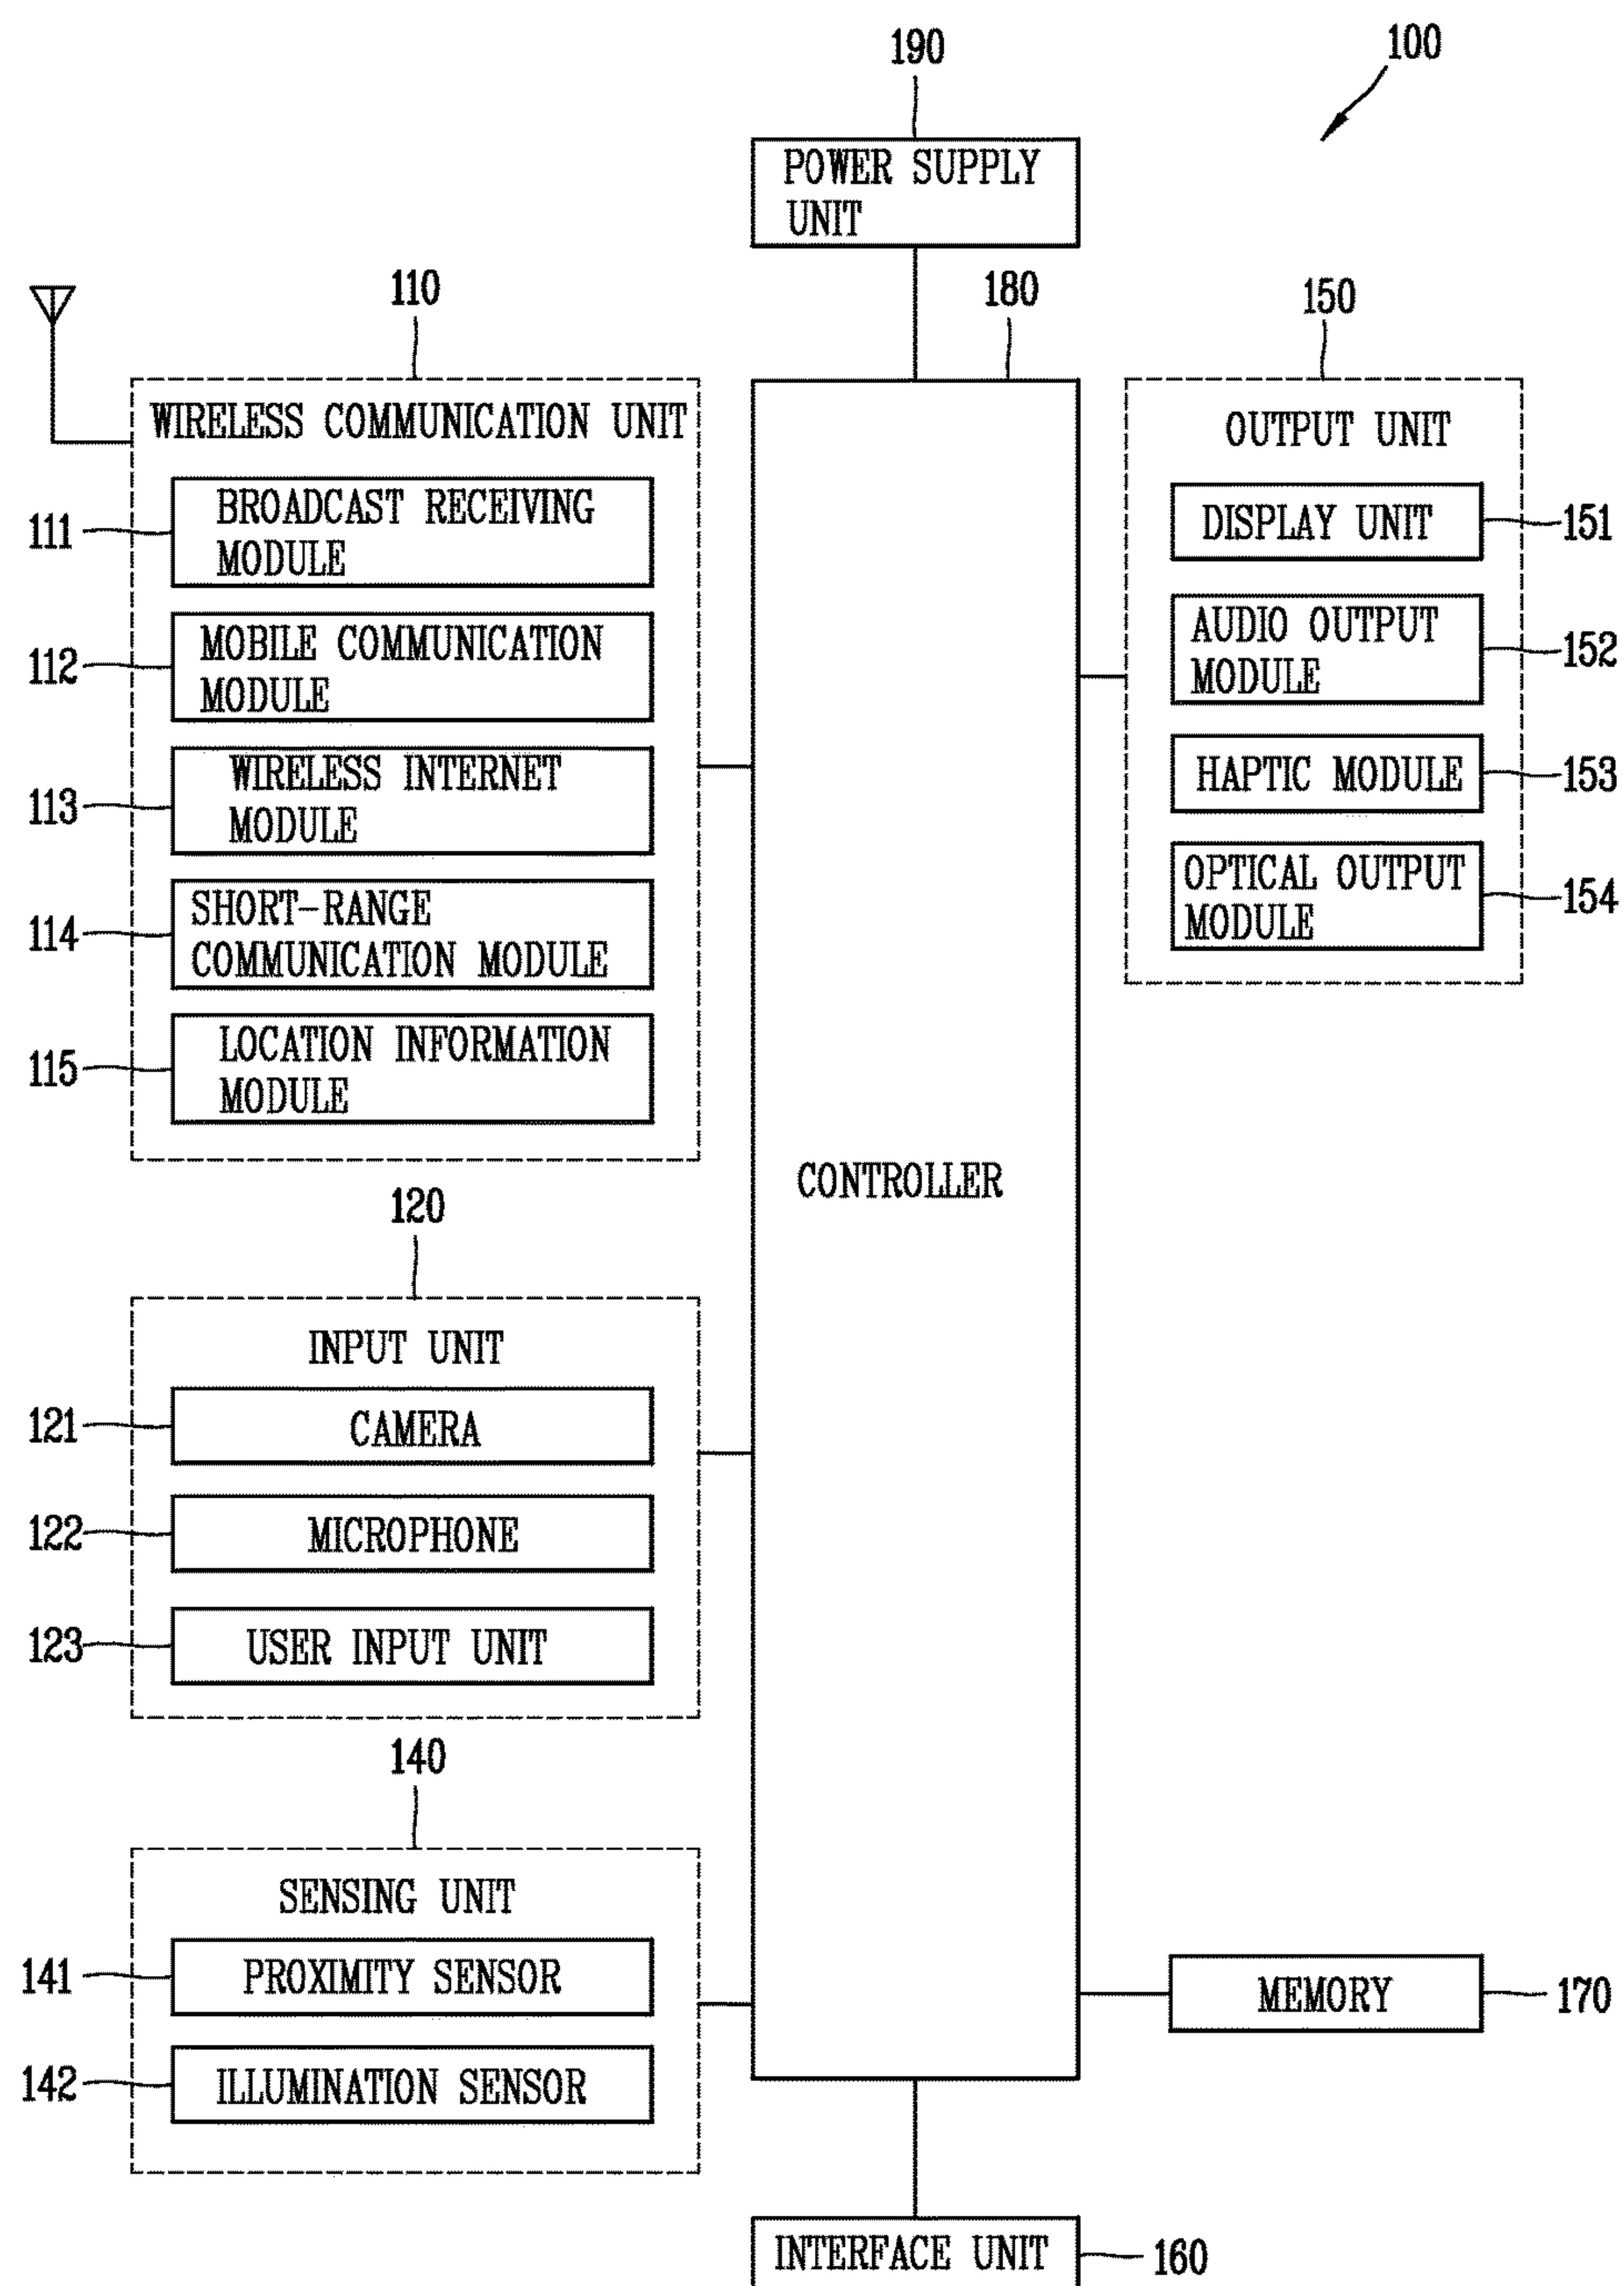 190
100
POWER SUPPLY
UNIT
110
180
150
WIRELESS COMMUNICATION UNIT
111
BROADCAST RECEIVING
MODULE
112
MOBILE COMMUNICATION
MODULE
113
WIRELESS INTERNET
MODULE
114
SHORT-RANGE
COMMUNICATION MODULE
115
LOCATION INFORMATION
MODULE
OUTPUT UNIT
DISPLAY UNIT
151
AUDIO OUTPUT
MODULE
152
HAPTIC MODULE
153
OPTICAL OUTPUT
MODULE
154
CONTROLLER
120
INPUT UNIT
121
CAMERA
122
MICROPHONE
123
USER INPUT UNIT
140
SENSING UNIT
141
PROXIMITY SENSOR
142
ILLUMINATION SENSOR
MEMORY
170
INTERFACE UNIT
160